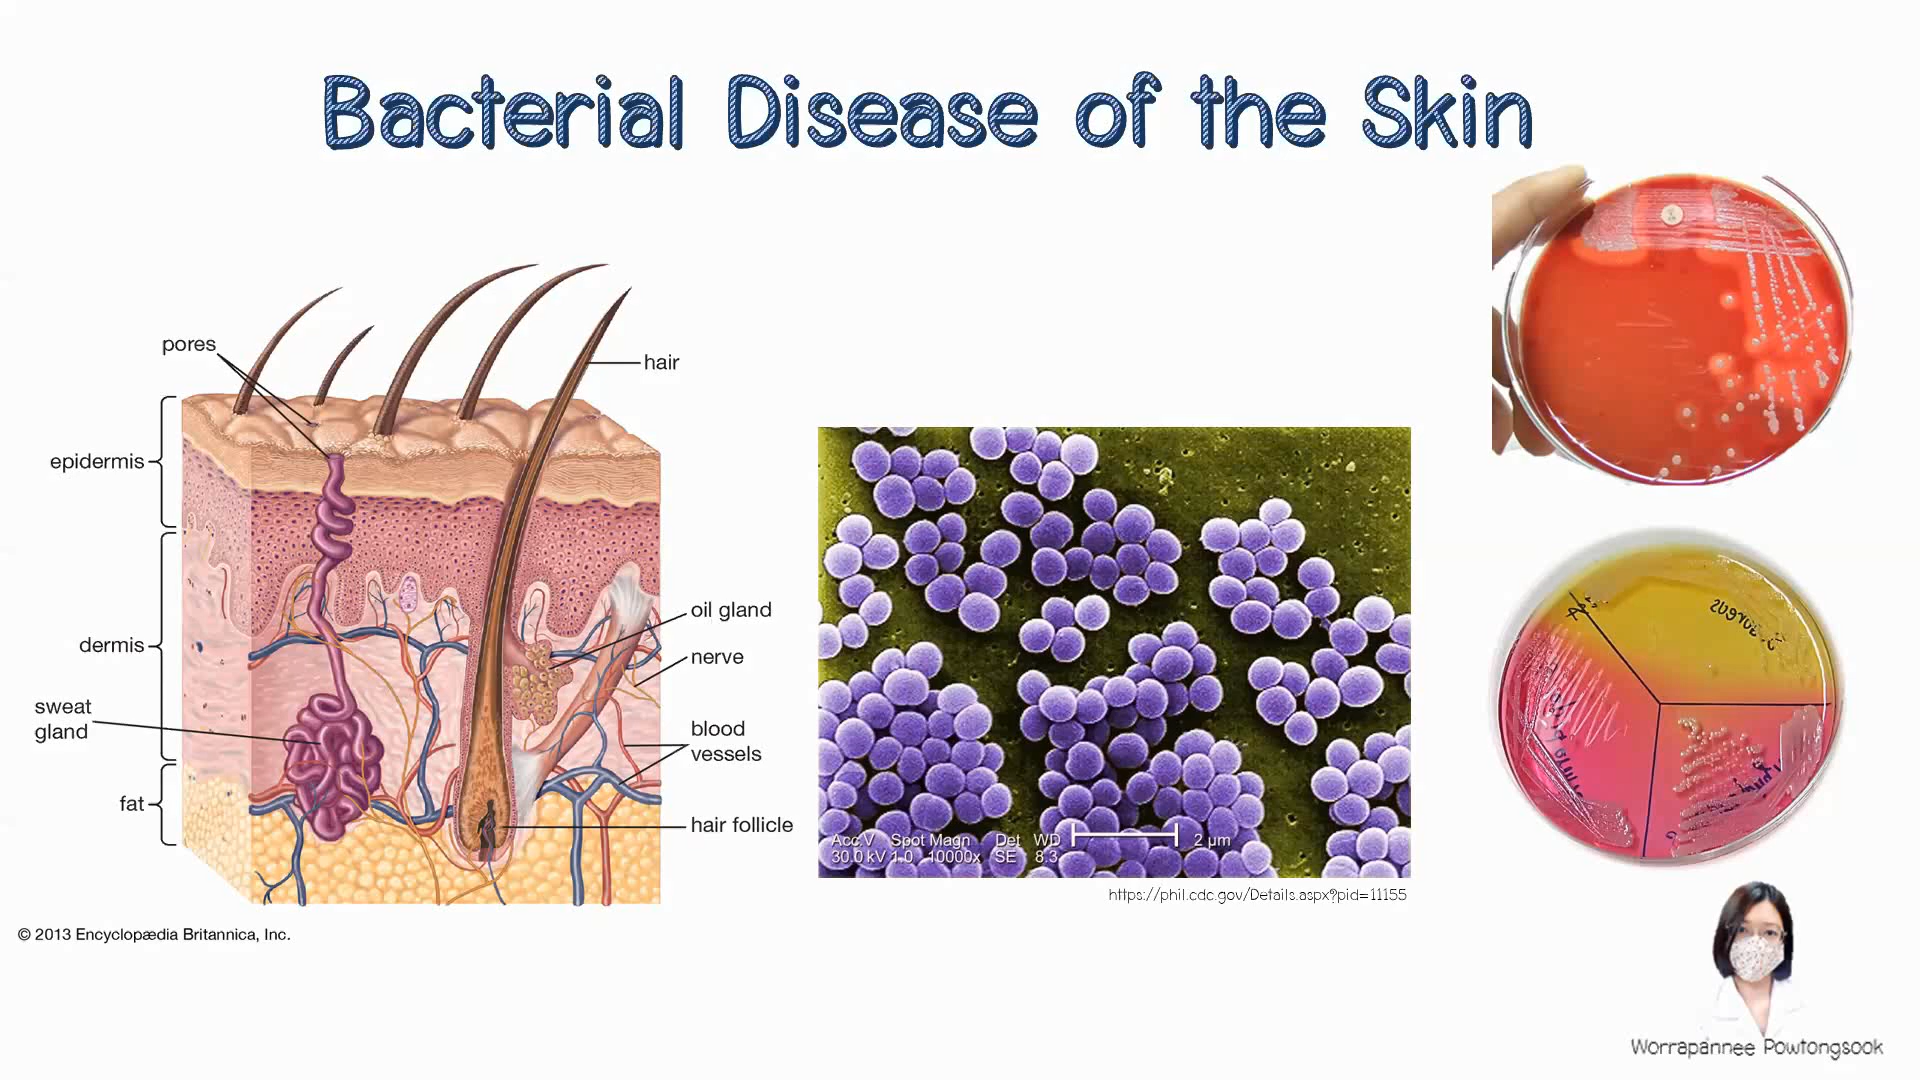 Bacterial Disease of the Skin
pores
hair
epidermis
oil gland
dermis
nerve
sweat
gland
blood
vessels
fat
hair follicle
© 2013 Encyclopædia Britannica, Inc.
Acc.V Spot Magn Det WD 2 µm
30.0 kV 1.0 10000x SE 8.3
https://phil.cdc.gov/Details.aspx?pid=11155
Worrapannee Powtongsook